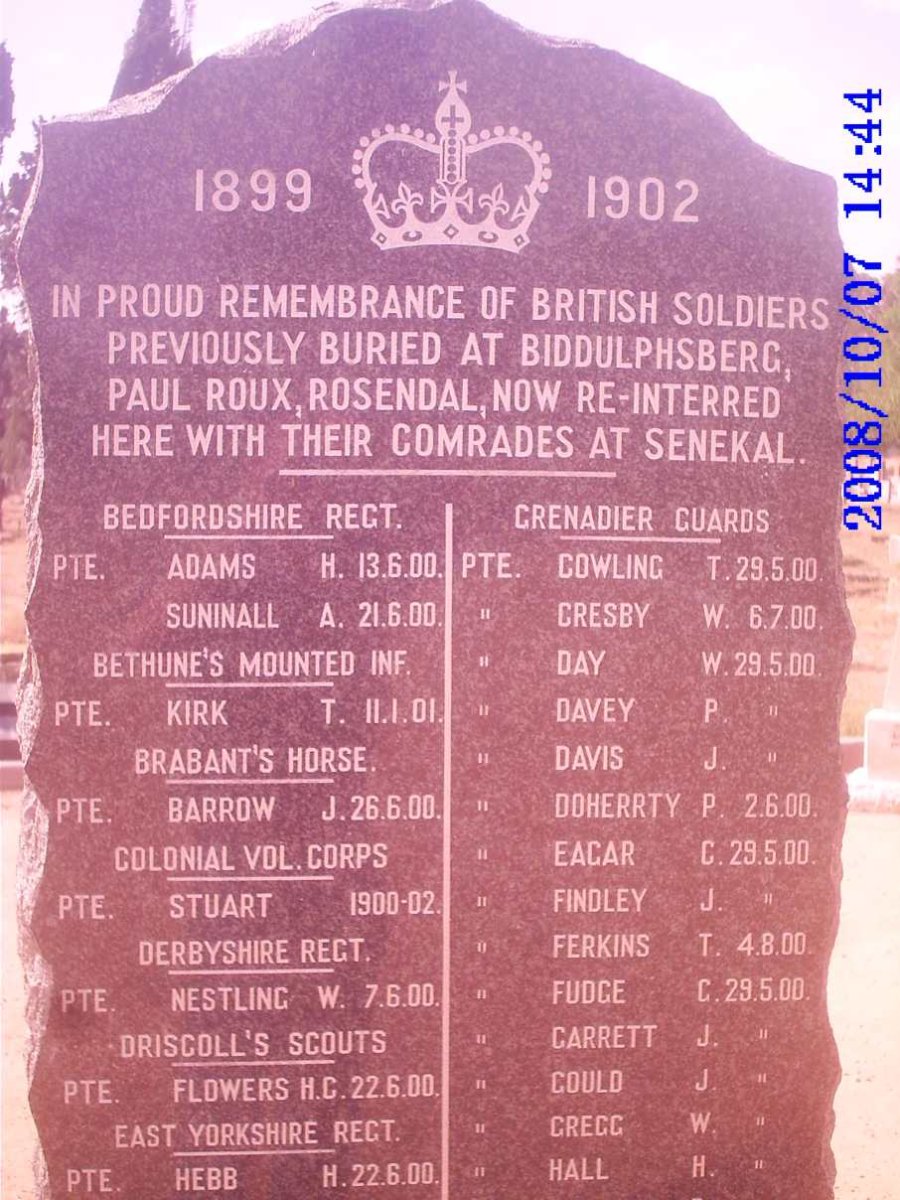 1899 1902
IN PROUD REMEMBRANCE OF BRITISH SOLDIERS
PREVIOUSLY BURIED AT BIDDULPHSBERG,
PAUL ROUX, ROSENDAL, NOW RE-INTERRED
HERE WITH THEIR COMRADES AT SENEKAL.
BEDFORDSHIRE REGT.
PTE. ADAMS H. 13.6.00.
SUNINALL A. 21.6.00.
BETHUNE'S MOUNTED INF.
PTE. KIRK T. 11.1.01.
BRABANT'S HORSE.
PTE. BARROW J. 26.6.00.
COLONIAL VOL. CORPS
PTE. STUART 1900-02.
DERBYSHIRE REGT.
PTE. NESTLING W. 7.6.00.
DRISCOLL'S SCOUTS
PTE. FLOWERS H.C. 22.6.00.
EAST YORKSHIRE REGT.
PTE. HEBB H. 22.6.00.
GRENADIER GUARDS
PTE. COWLING T. 29.5.00.
" CRESBY W. 6.7.00.
" DAY W. 29.5.00.
" DAVEY P. "
" DAVIS J. "
" DOHERRTY P. 2.6.00.
" EAGAR C. 29.5.00.
" FINDLEY J. "
" FERKINS T. 4.8.00.
" FUDGE C. 29.5.00.
" GARRETT J. "
" GOULD J. "
" GREGG W. "
" HALL H. "
2008/10/07 14:44